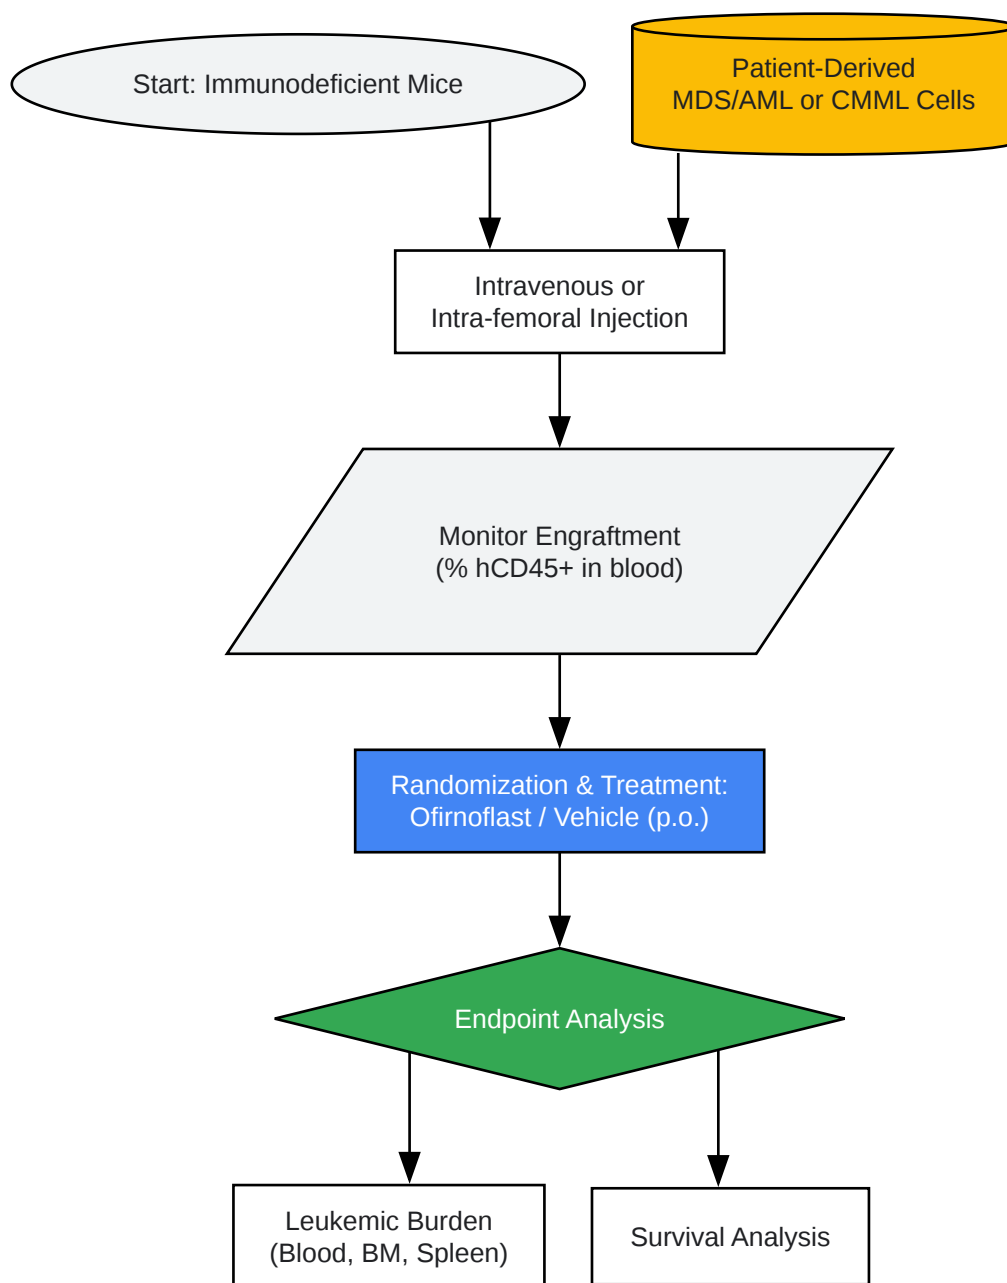 Start: Immunodeficient Mice
Patient-Derived
MDS/AML or CMML Cells
Intravenous or
Intra-femoral Injection
Monitor Engraftment
(% hCD45+ in blood)
Randomization & Treatment:
Ofirnoflast / Vehicle (p.o.)
Endpoint Analysis
Leukemic Burden
(Blood, BM, Spleen)
Survival Analysis